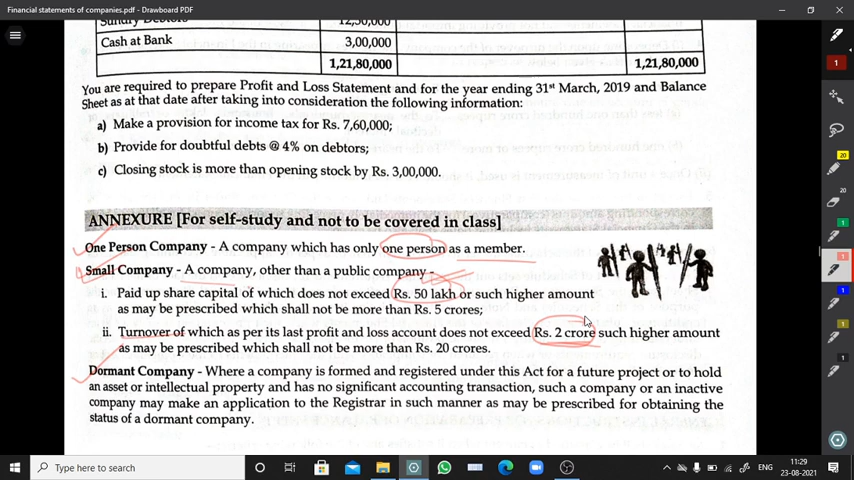 Financial statements of companies.pdf - Drawboard PDF
Sundry Debtors 12,50,000
Cash at Bank 3,00,000
1,21,80,000 1,21,80,000
You are required to prepare Profit and Loss Statement and for the year ending 31st March, 2019 and Balance
Sheet as at that date after taking into consideration the following information:
a) Make a provision for income tax for Rs. 7,60,000;
b) Provide for doubtful debts @ 4% on debtors;
c) Closing stock is more than opening stock by Rs. 3,00,000.
ANNEXURE [For self-study and not to be covered in class]
One Person Company - A company which has only one person as a member.
Small Company - A company, other than a public company -
i. Paid up share capital of which does not exceed Rs. 50 lakh or such higher amount
as may be prescribed which shall not be more than Rs. 5 crores;
ii. Turnover of which as per its last profit and loss account does not exceed Rs. 2 crore such higher amount
as may be prescribed which shall not be more than Rs. 20 crores.
Dormant Company - Where a company is formed and registered under this Act for a future project or to hold
an asset or intellectual property and has no significant accounting transaction, such a company or an inactive
company may make an application to the Registrar in such manner as may be prescribed for obtaining the
status of a dormant company.
1
20
20
1
1
1
Type here to search
ENG
11:29
23-08-2021